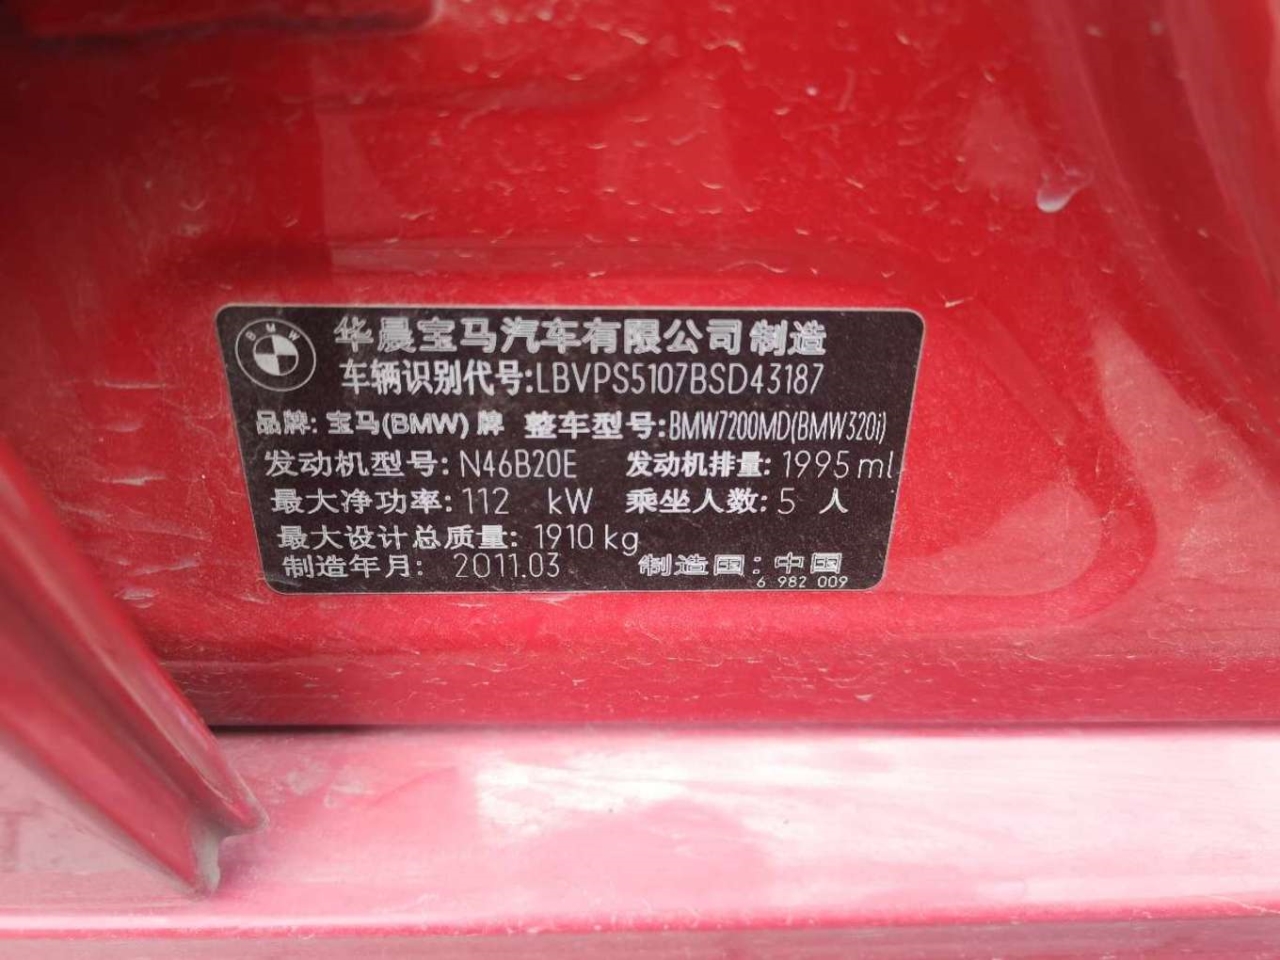 BMW
华晨宝马汽车有限公司制造
车辆识别代号:LBVPS5107BSD43187
品牌: 宝马(BMW) 牌 整车型号:BMW7200MD(BMW320i)
发动机型号: N46B20E 发动机排量: 1995 ml
最大净功率: 112 kW 乘坐人数: 5 人
最大设计总质量: 1910 kg
制造年月: 2011.03 制造国: 中国
6 982 009